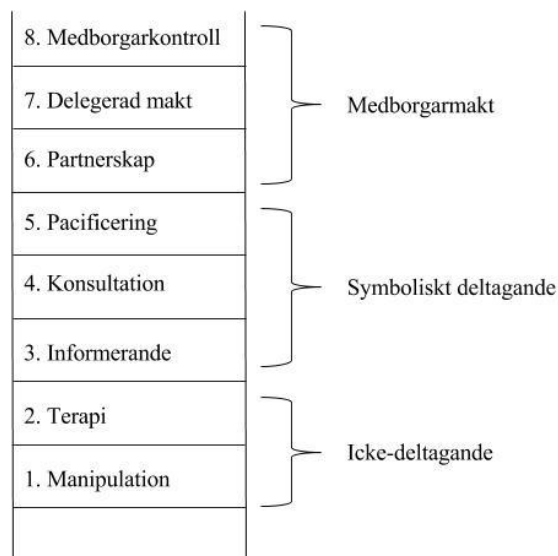 8. Medborgarkontroll
7. Delegerad makt
Medborgarmakt
6. Partnerskap
5. Pacificering
4. Konsultation
Symboliskt deltagande
3. Informerande
2. Terapi
Icke-deltagande
1. Manipulation